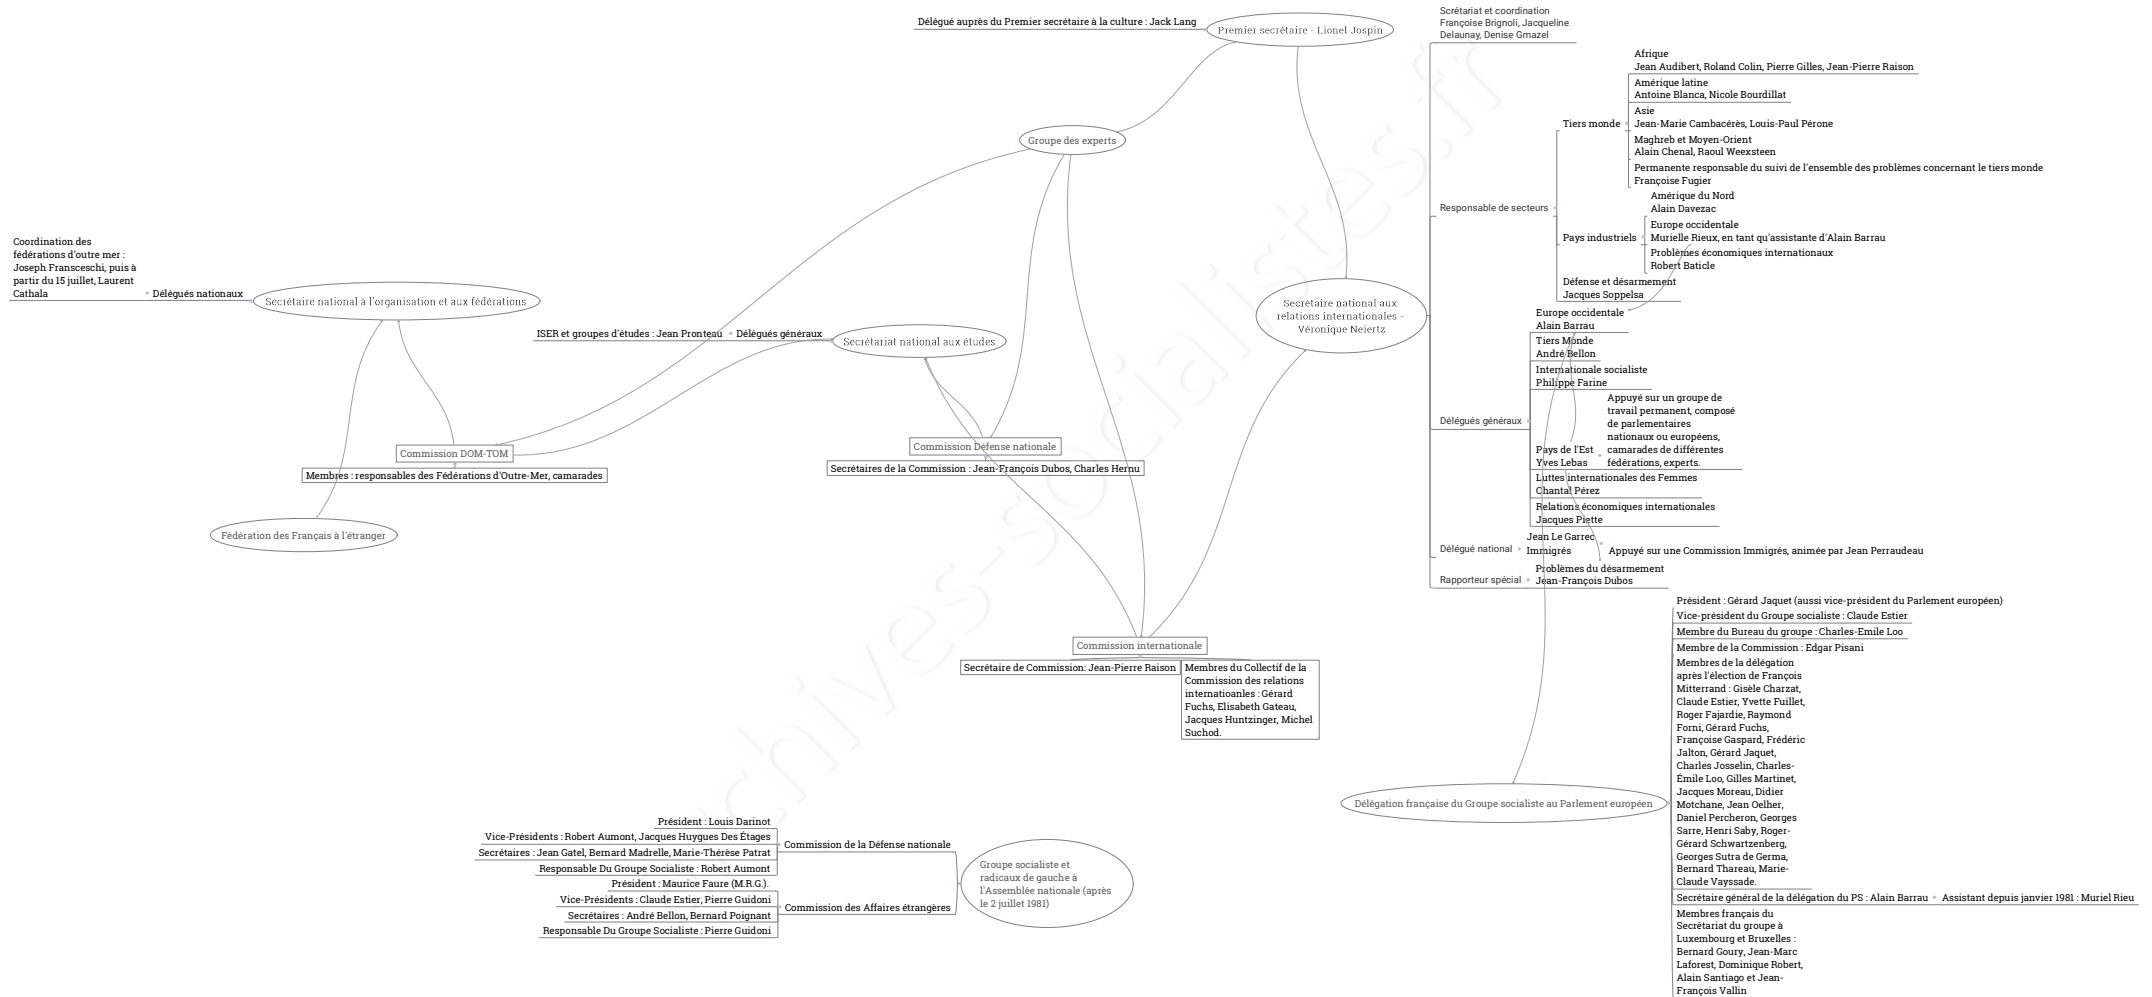 Délégué auprès du Premier secrétaire à la culture : Jack Lang
Premier secrétaire - Lionel Jospin
Scrétariat et coordination
Françoise Brignoli, Jacqueline
Delaunay, Denise Gmazel
Groupe des experts
Responsable de secteurs
Tiers monde
Afrique
Jean Audibert, Roland Colin, Pierre Gilles, Jean-Pierre Raison
Amérique latine
Antoine Blanca, Nicole Bourdillat
Asie
Jean-Marie Cambacérès, Louis-Paul Pérone
Maghreb et Moyen-Orient
Alain Chenal, Raoul Weexsteen
Permanente responsable du suivi de l'ensemble des problèmes concernant le tiers monde
Françoise Fugier
Pays industriels
Amérique du Nord
Alain Davezac
Europe occidentale
Murielle Rieux, en tant qu'assistante d'Alain Barrau
Problèmes économiques internationaux
Robert Baticle
Défense et désarmement
Jacques Soppelsa
Coordination des
fédérations d'outre mer :
Joseph Fransceschi, puis à
partir du 15 juillet, Laurent
Cathala
Délégués nationaux
Secrétaire national à l'organisation et aux fédérations
ISER et groupes d'études : Jean Pronteau
Délégués généraux
Secrétariat national aux études
Secrétaire national aux
relations internationales -
Véronique Neiertz
Délégués généraux
Europe occidentale
Alain Barrau
Tiers Monde
André Bellon
Internationale socialiste
Philippe Farine
Pays de l'Est
Yves Lebas
Appuyé sur un groupe de
travail permanent, composé
de parlementaires
nationaux ou européens,
camarades de différentes
fédérations, experts.
Luttes internationales des Femmes
Chantal Pérez
Relations économiques internationales
Jacques Piette
Délégué national
Jean Le Garrec
Immigrés
Appuyé sur une Commission Immigrés, animée par Jean Perraudeau
Rapporteur spécial
Problèmes du désarmement
Jean-François Dubos
Commission DOM-TOM
Membres : responsables des Fédérations d'Outre-Mer, camarades
Commission Défense nationale
Secrétaires de la Commission : Jean-François Dubos, Charles Hernu
Fédération des Français à l'étranger
Commission internationale
Secrétaire de Commission: Jean-Pierre Raison
Membres du Collectif de la
Commission des relations
internatioanles : Gérard
Fuchs, Elisabeth Gateau,
Jacques Huntzinger, Michel
Suchod.
Délégation française du Groupe socialiste au Parlement européen
Président : Gérard Jaquet (aussi vice-président du Parlement européen)
Vice-président du Groupe socialiste : Claude Estier
Membre du Bureau du groupe : Charles-Emile Loo
Membre de la Commission : Edgar Pisani
Membres de la délégation
après l'élection de François
Mitterrand : Gisèle Charzat,
Claude Estier, Yvette Fuillet,
Roger Fajardie, Raymond
Forni, Gérard Fuchs,
Françoise Gaspard, Frédéric
Jalton, Gérard Jaquet,
Charles Josselin, Charles-
Émile Loo, Gilles Martinet,
Jacques Moreau, Didier
Motchane, Jean Oelher,
Daniel Percheron, Georges
Sarre, Henri Saby, Roger-
Gérard Schwartzenberg,
Georges Sutra de Germa,
Bernard Thareau, Marie-
Claude Vayssade.
Secrétaire général de la délégation du PS : Alain Barrau
Assistant depuis janvier 1981 : Muriel Rieu
Membres français du
Secrétariat du groupe à
Luxembourg et Bruxelles :
Bernard Goury, Jean-Marc
Laforest, Dominique Robert,
Alain Santiago et Jean-
François Vallin
Président : Louis Darinot
Vice-Présidents : Robert Aumont, Jacques Huygues Des Étages
Secrétaires : Jean Gatel, Bernard Madrelle, Marie-Thérèse Patrat
Responsable Du Groupe Socialiste : Robert Aumont
Commission de la Défense nationale
Président : Maurice Faure (M.R.G.).
Vice-Présidents : Claude Estier, Pierre Guidoni
Secrétaires : André Bellon, Bernard Poignant
Responsable Du Groupe Socialiste : Pierre Guidoni
Commission des Affaires étrangères
Groupe socialiste et
radicaux de gauche à
l'Assemblée nationale (après
le 2 juillet 1981)
chives-socialistes.fr